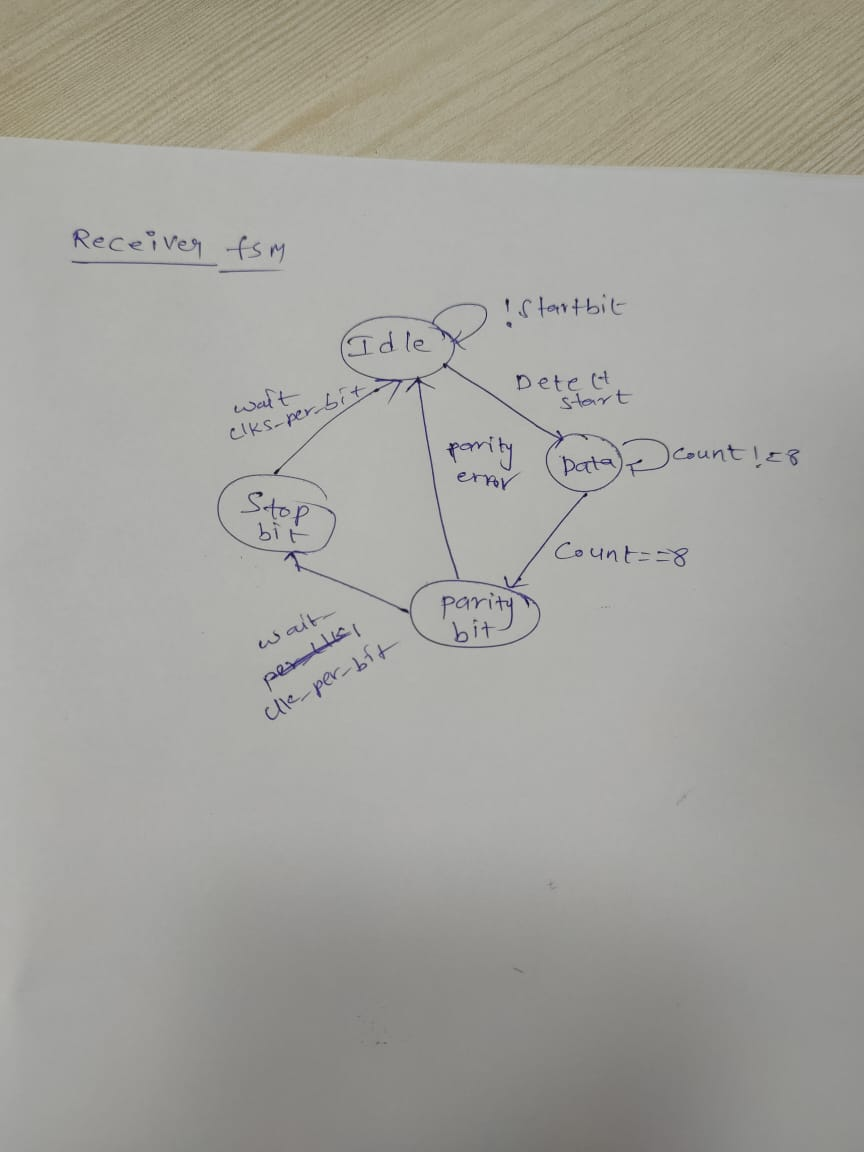 Receiver fsm
!Startbit
Idle
Detect
start
wait
clks-per-bit
parity
error
Data
Count!=8
Stop
bit
Count==8
parity
bit
wait
clk-per-bit